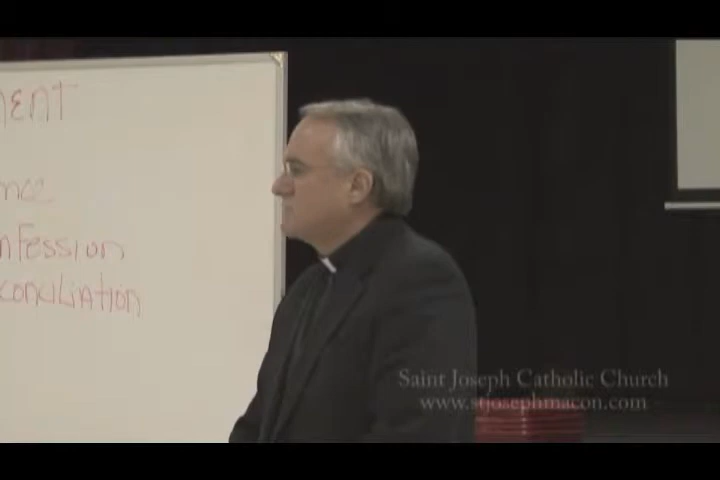 MENT
nce
nfession
conciliation
Saint Joseph Catholic Church
www.stjosephmacon.com